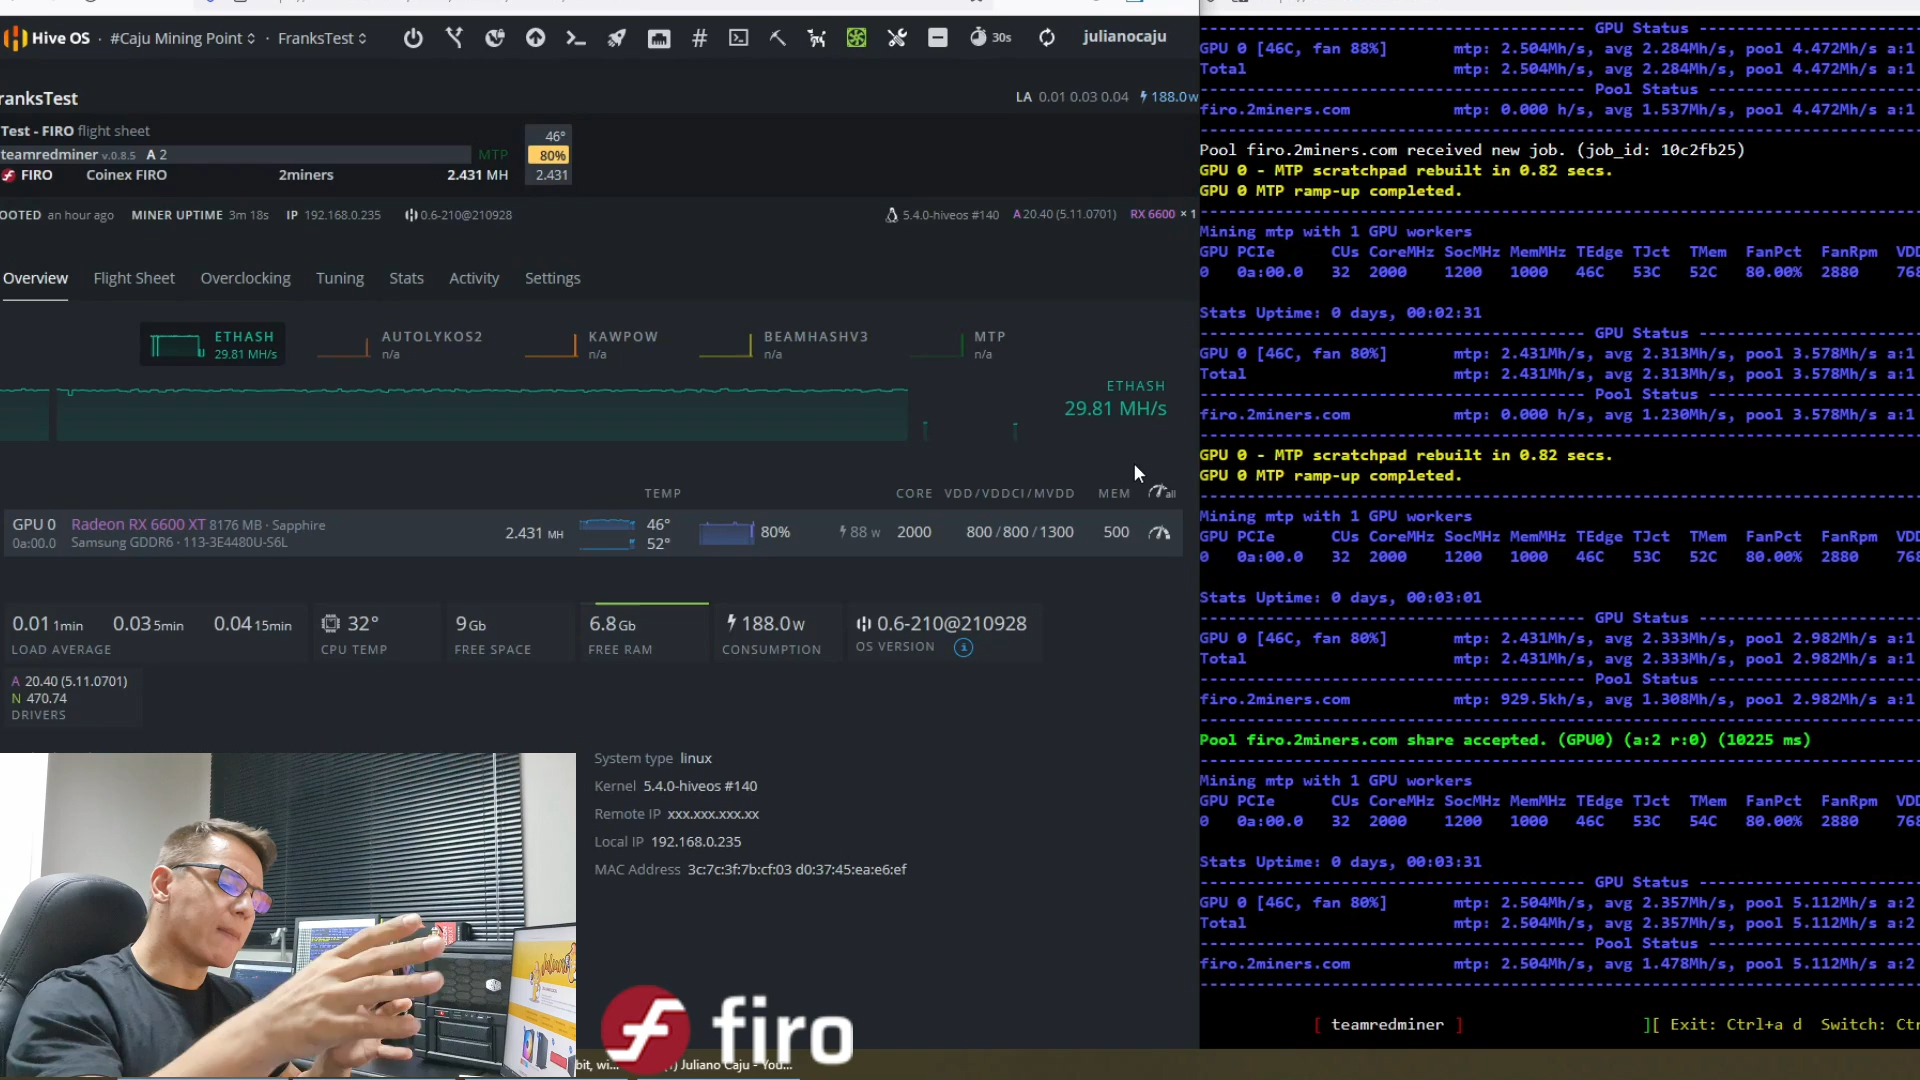 Hive OS · #Caju Mining Point · FranksTest # 30s julianocaju
ranksTest LA 0.01 0.03 0.04 188.0w
Test - FIRO flight sheet 46°
teamredminer v.0.8.5 A 2 MTP 80%
FIRO Coinex FIRO 2miners 2.431 MH 2.431
OOTED an hour ago MINER UPTIME 3m 18s IP 192.168.0.235 0.6-210@210928 5.4.0-hiveos #140 A 20.40 (5.11.0701) RX 6600 × 1
Overview Flight Sheet Overclocking Tuning Stats Activity Settings
ETHASH AUTOLYKOS2 KAWPOW BEAMHASHV3 MTP
29.81 MH/s n/a n/a n/a n/a
ETHASH
29.81 MH/s
TEMP CORE VDD/VDDCI/MVDD MEM all
GPU 0 Radeon RX 6600 XT 8176 MB · Sapphire 2.431 MH 46° 80% 88 w 2000 800/800/1300 500
0a:00.0 Samsung GDDR6 · 113-3E4480U-S6L 52°
0.01 1min 0.03 5min 0.04 15min 32° 9 Gb 6.8 Gb 188.0 w 0.6-210@210928
LOAD AVERAGE CPU TEMP FREE SPACE FREE RAM CONSUMPTION OS VERSION
A 20.40 (5.11.0701)
N 470.74
DRIVERS
System type linux
Kernel 5.4.0-hiveos #140
Remote IP xxx.xxx.xxx.xx
Local IP 192.168.0.235
MAC Address 3c:7c:3f:7b:cf:03 d0:37:45:ea:e6:ef
firo
bit, wi... Juliano Caju - You...
GPU Status
GPU 0 [46C, fan 88%] mtp: 2.504Mh/s, avg 2.284Mh/s, pool 4.472Mh/s a:1
Total mtp: 2.504Mh/s, avg 2.284Mh/s, pool 4.472Mh/s a:1
Pool Status
firo.2miners.com mtp: 0.000 h/s, avg 1.537Mh/s, pool 4.472Mh/s a:1
Pool firo.2miners.com received new job. (job_id: 10c2fb25)
GPU 0 - MTP scratchpad rebuilt in 0.82 secs.
GPU 0 MTP ramp-up completed.
Mining mtp with 1 GPU workers
GPU PCIe CUs CoreMHz SocMHz MemMHz TEdge TJct TMem FanPct FanRpm VDD
0 0a:00.0 32 2000 1200 1000 46C 53C 52C 80.00% 2880 768
Stats Uptime: 0 days, 00:02:31
GPU Status
GPU 0 [46C, fan 80%] mtp: 2.431Mh/s, avg 2.313Mh/s, pool 3.578Mh/s a:1
Total mtp: 2.431Mh/s, avg 2.313Mh/s, pool 3.578Mh/s a:1
Pool Status
firo.2miners.com mtp: 0.000 h/s, avg 1.230Mh/s, pool 3.578Mh/s a:1
GPU 0 - MTP scratchpad rebuilt in 0.82 secs.
GPU 0 MTP ramp-up completed.
Mining mtp with 1 GPU workers
GPU PCIe CUs CoreMHz SocMHz MemMHz TEdge TJct TMem FanPct FanRpm VDD
0 0a:00.0 32 2000 1200 1000 46C 53C 52C 80.00% 2880 768
Stats Uptime: 0 days, 00:03:01
GPU Status
GPU 0 [46C, fan 80%] mtp: 2.431Mh/s, avg 2.333Mh/s, pool 2.982Mh/s a:1
Total mtp: 2.431Mh/s, avg 2.333Mh/s, pool 2.982Mh/s a:1
Pool Status
firo.2miners.com mtp: 929.5kh/s, avg 1.308Mh/s, pool 2.982Mh/s a:1
Pool firo.2miners.com share accepted. (GPU0) (a:2 r:0) (10225 ms)
Mining mtp with 1 GPU workers
GPU PCIe CUs CoreMHz SocMHz MemMHz TEdge TJct TMem FanPct FanRpm VDD
0 0a:00.0 32 2000 1200 1000 46C 53C 54C 80.00% 2880 768
Stats Uptime: 0 days, 00:03:31
GPU Status
GPU 0 [46C, fan 80%] mtp: 2.504Mh/s, avg 2.357Mh/s, pool 5.112Mh/s a:2
Total mtp: 2.504Mh/s, avg 2.357Mh/s, pool 5.112Mh/s a:2
Pool Status
firo.2miners.com mtp: 2.504Mh/s, avg 1.478Mh/s, pool 5.112Mh/s a:2
[ teamredminer ] ][ Exit: Ctrl+a d Switch: Ctr